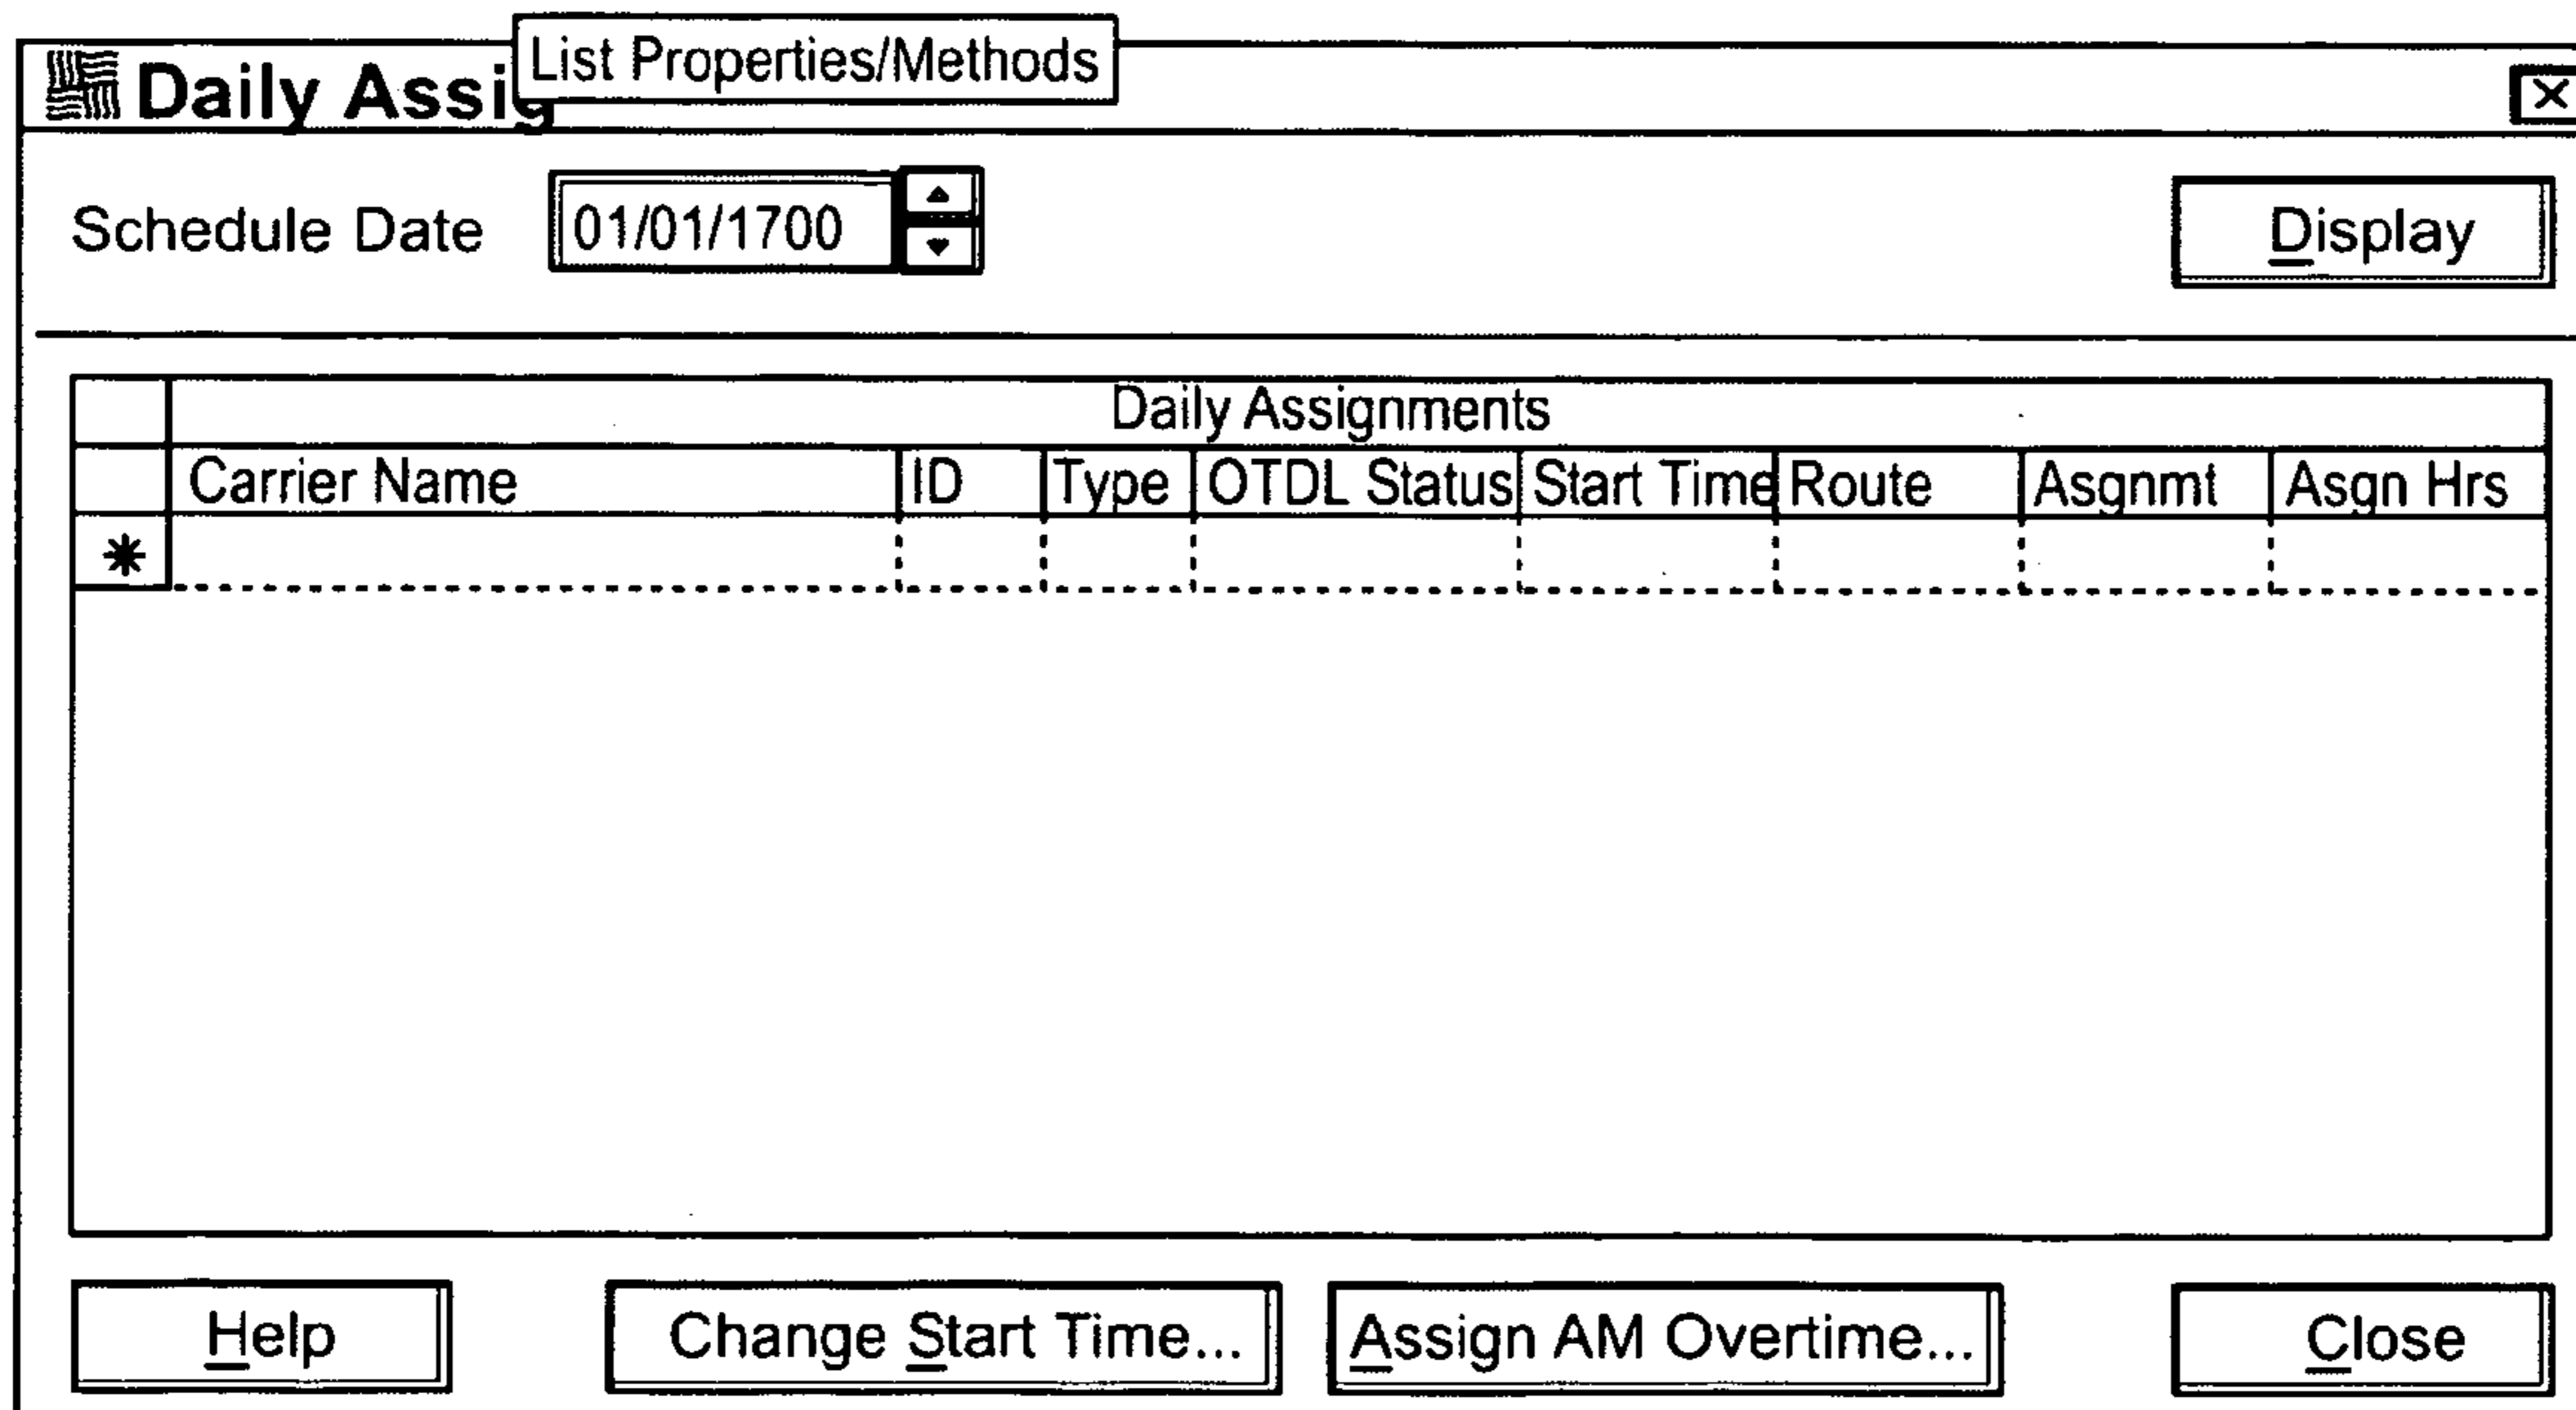 List Properties/Methods
Daily Assig
Schedule Date 01/01/1700 Display
Daily Assignments
Carrier Name ID Type OTDL Status Start Time Route Asgnmt Asgn Hrs
*
Help Change Start Time... Assign AM Overtime... Close